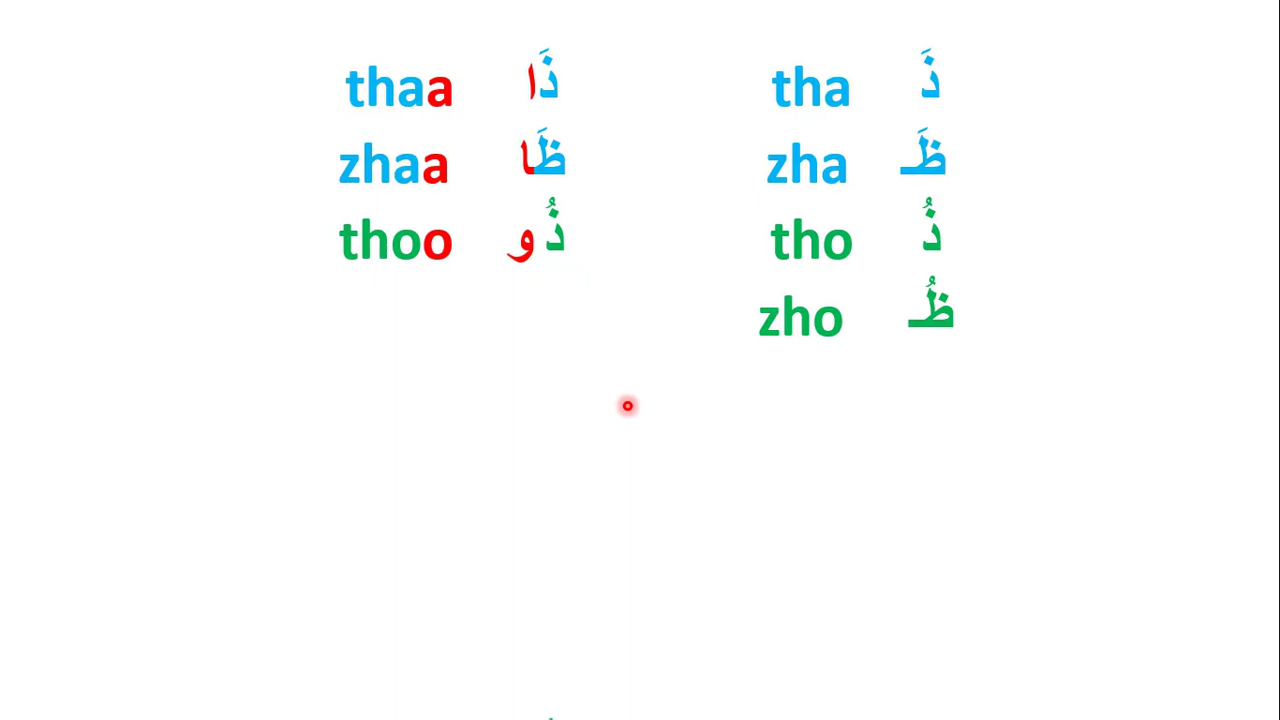 thaa ذَا tha ذَ
zhaa ظَا zha ظَـ
thoo ذُو tho ذُ
zho ظُـ